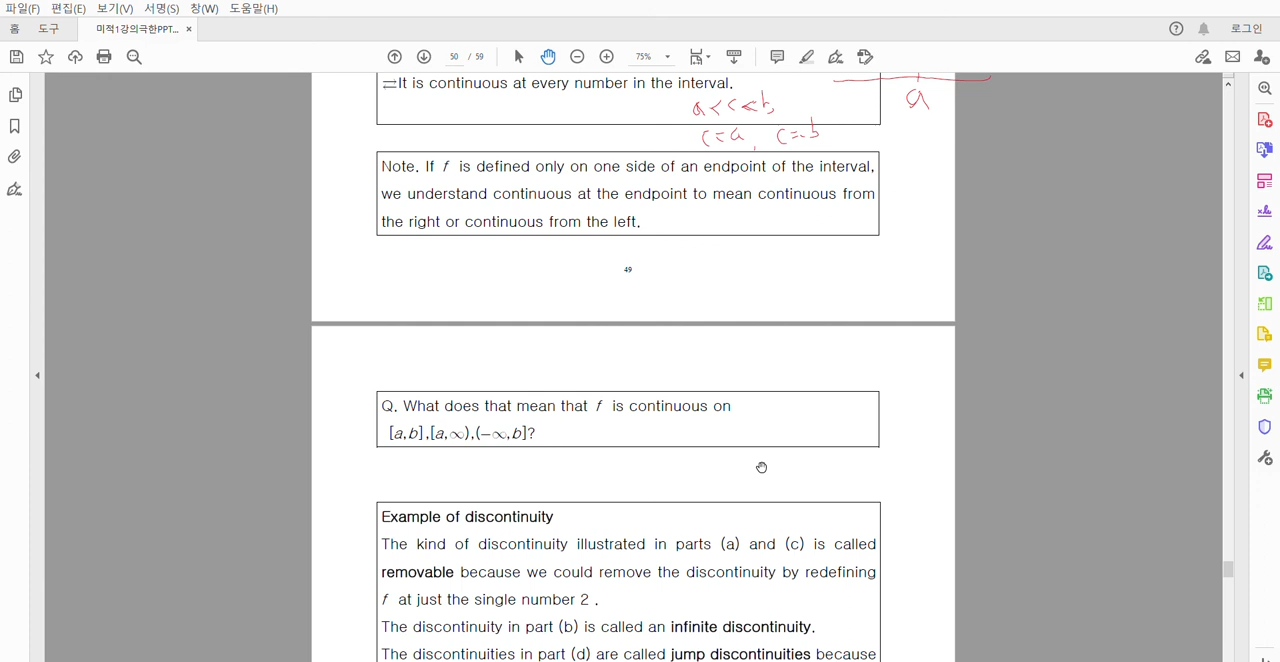 파일(F) 편집(E) 보기(V) 서명(S) 창(W) 도움말(H)
홈 도구 미적1강의극한PPT... × 로그인
50 / 59 75%
⇄It is continuous at every number in the interval.
a
a < c < b,
c = a, c = b
Note. If f is defined only on one side of an endpoint of the interval,
we understand continuous at the endpoint to mean continuous from
the right or continuous from the left.
49
Q. What does that mean that f is continuous on
[a,b],[a,∞),(−∞,b]?
Example of discontinuity
The kind of discontinuity illustrated in parts (a) and (c) is called
removable because we could remove the discontinuity by redefining
f at just the single number 2 .
The discontinuity in part (b) is called an infinite discontinuity.
The discontinuities in part (d) are called jump discontinuities because